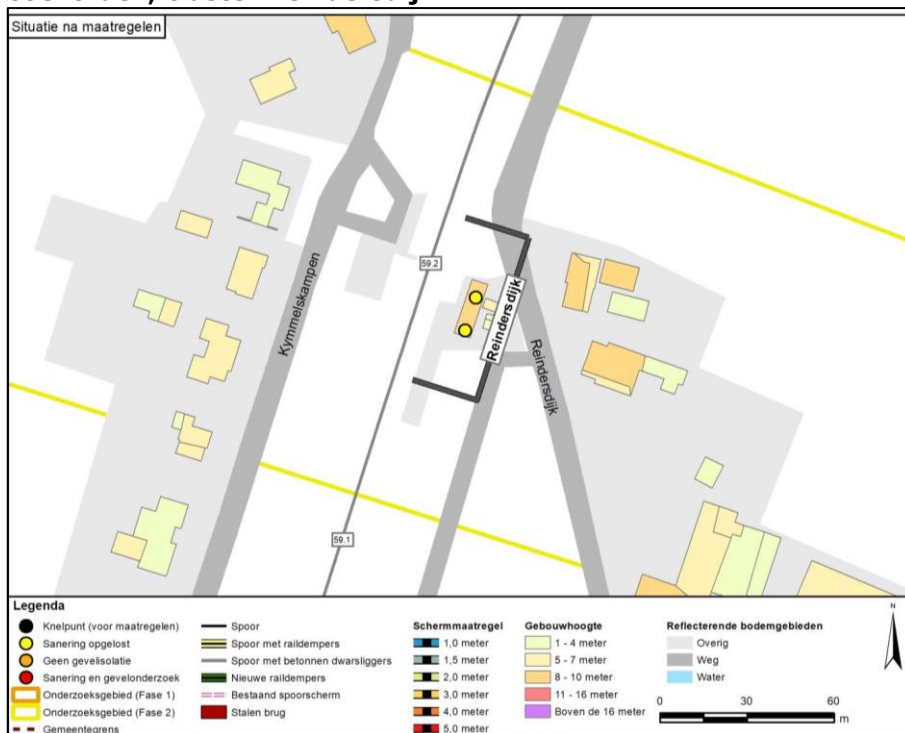 Situatie na maatregelen
59.2
Kymmelskampen
Reindersdijk
Reindersdijk
59.1
Legenda
Knelpunt (voor maatregelen)
Sanering opgelost
Geen gevelisolatie
Sanering en gevelonderzoek
Onderzoeksgebied (Fase 1)
Onderzoeksgebied (Fase 2)
Gemeentegrens
Spoor
Spoor met raildempers
Spoor met betonnen dwarsliggers
Nieuwe raildempers
Bestaand spoorscherm
Stalen brug
Schermmaatregel
1,0 meter
1,5 meter
2,0 meter
3,0 meter
4,0 meter
5,0 meter
Gebouwhoogte
1 - 4 meter
5 - 7 meter
8 - 10 meter
11 - 16 meter
Boven de 16 meter
Reflecterende bodemgebieden
Overig
Weg
Water
N
0 30 60
m